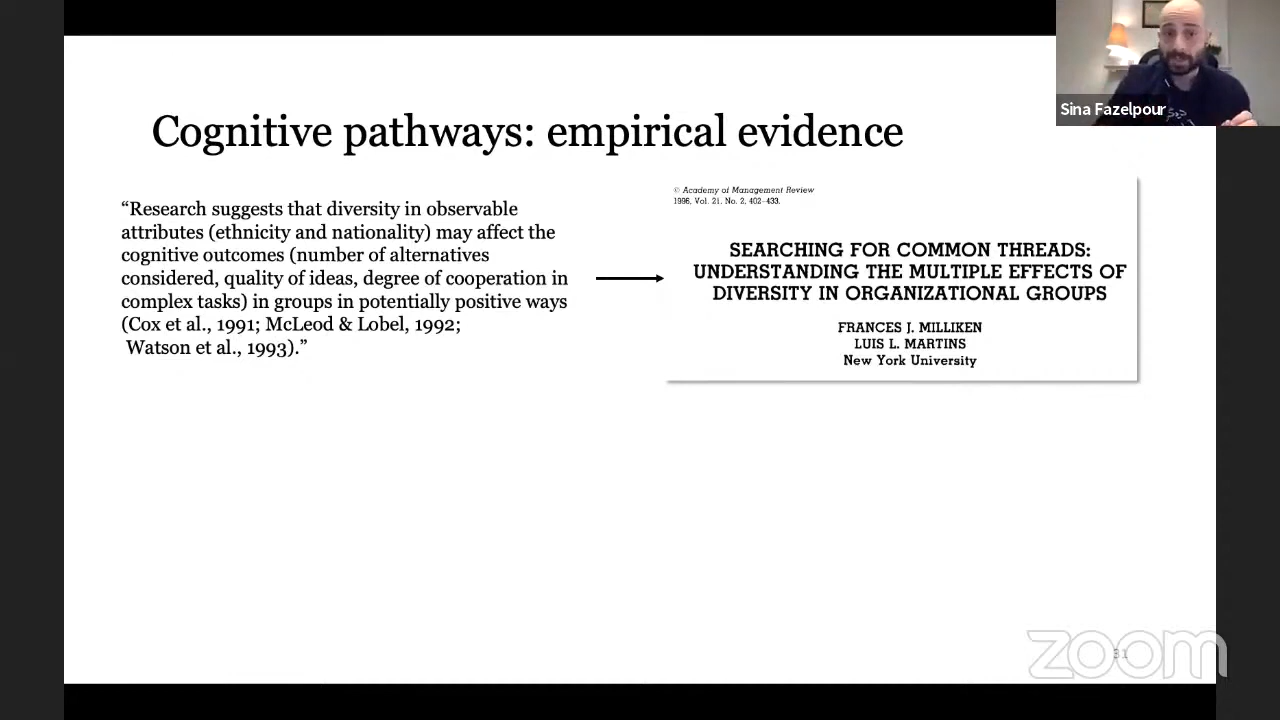 Sina Fazelpour
Cognitive pathways: empirical evidence
“Research suggests that diversity in observable
attributes (ethnicity and nationality) may affect the
cognitive outcomes (number of alternatives
considered, quality of ideas, degree of cooperation in
complex tasks) in groups in potentially positive ways
(Cox et al., 1991; McLeod & Lobel, 1992;
Watson et al., 1993).”
© Academy of Management Review
1996, Vol. 21, No. 2, 402–433.
SEARCHING FOR COMMON THREADS:
UNDERSTANDING THE MULTIPLE EFFECTS OF
DIVERSITY IN ORGANIZATIONAL GROUPS
FRANCES J. MILLIKEN
LUIS L. MARTINS
New York University
31
zoom